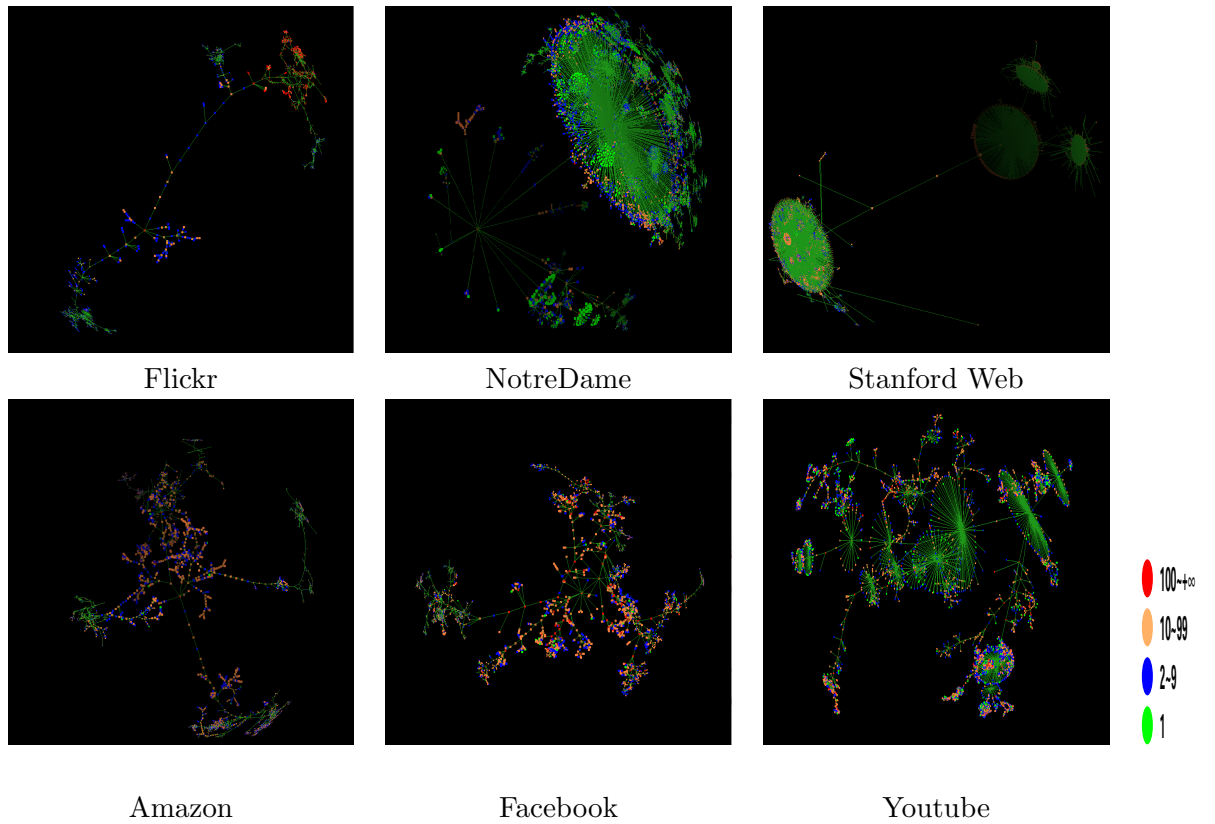 Flickr
NotreDame
Stanford Web
Amazon
Facebook
Youtube
100~+∞
10~99
2~9
1